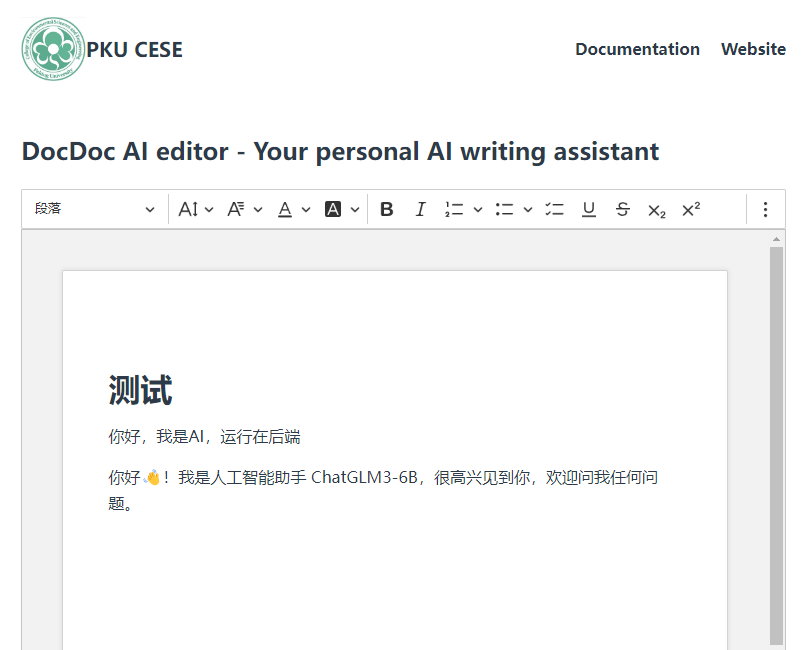 PKU CESE
Documentation Website
DocDoc AI editor - Your personal AI writing assistant
段落
测试
你好，我是AI，运行在后端
你好👋！我是人工智能助手 ChatGLM3-6B，很高兴见到你，欢迎问我任何问
题。